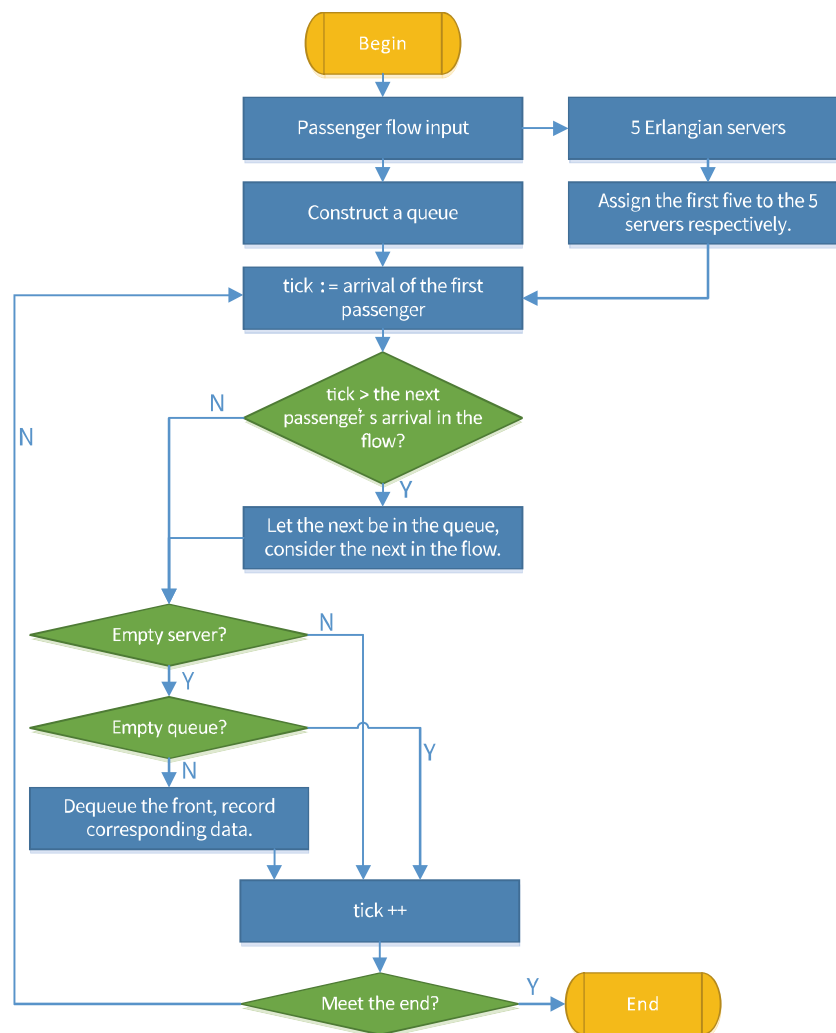 Begin
Passenger flow input
5 Erlangian servers
Construct a queue
Assign the first five to the 5
servers respectively.
tick := arrival of the first
passenger
tick > the next
passenger's arrival in the
flow?
N
N
Y
Let the next be in the queue,
consider the next in the flow.
Empty server?
N
Y
Empty queue?
Y
N
Dequeue the front, record
corresponding data.
tick ++
Meet the end?
Y
End